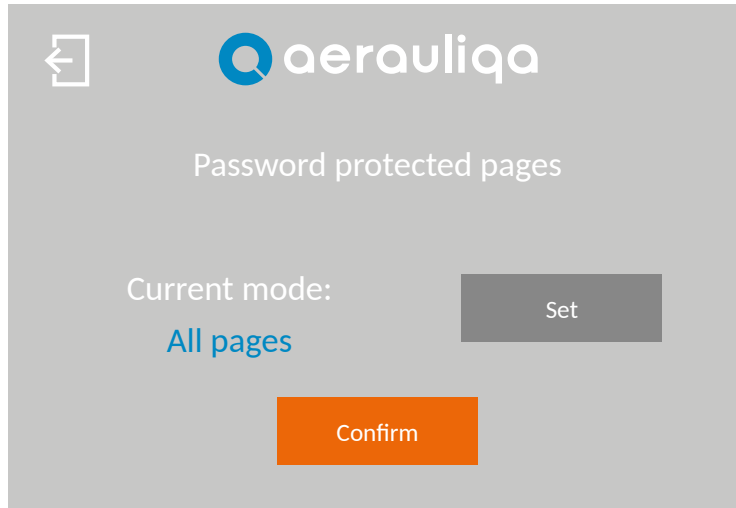 aerauliqa
Password protected pages
Current mode:
All pages
Set
Confirm